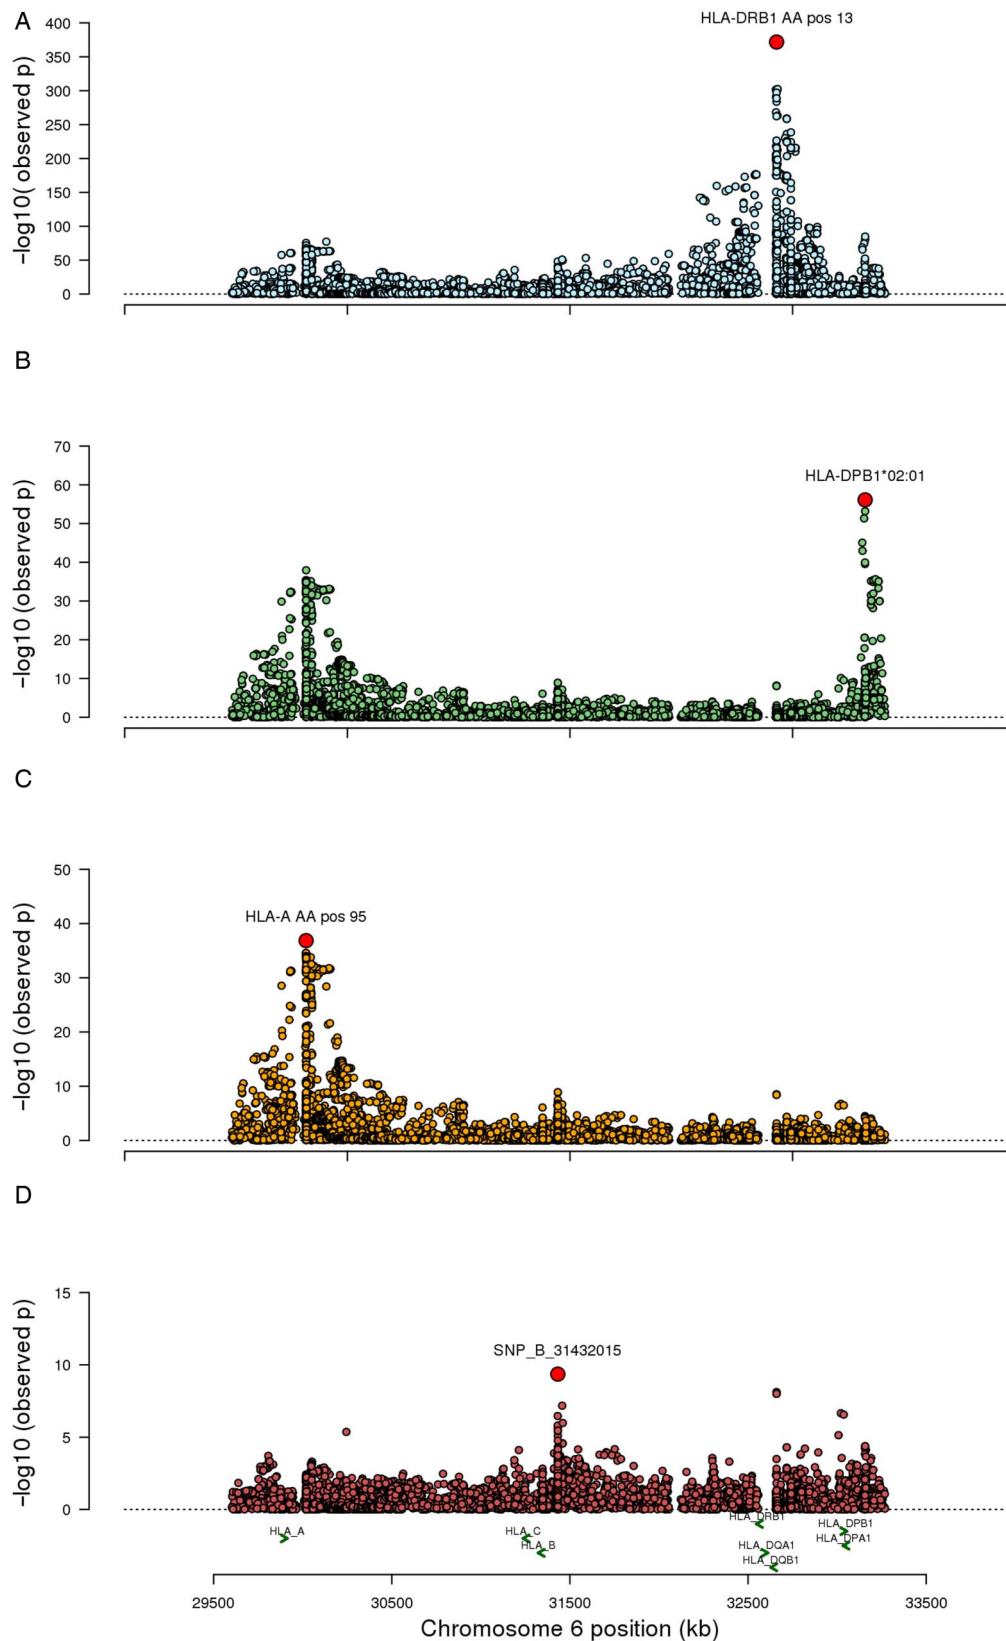 A
HLA-DRB1 AA pos 13
400
350
300
250
200
150
100
50
0
−log10( observed p)
B
HLA-DPB1*02:01
70
60
50
40
30
20
10
0
−log10 (observed p)
C
HLA-A AA pos 95
50
40
30
20
10
0
−log10 (observed p)
D
SNP_B_31432015
15
10
5
0
−log10 (observed p)
HLA_DRB1
HLA_A HLA_C HLA_DPB1
HLA_B HLA_DQA1 HLA_DPA1
HLA_DQB1
29500 30500 31500 32500 33500
Chromosome 6 position (kb)